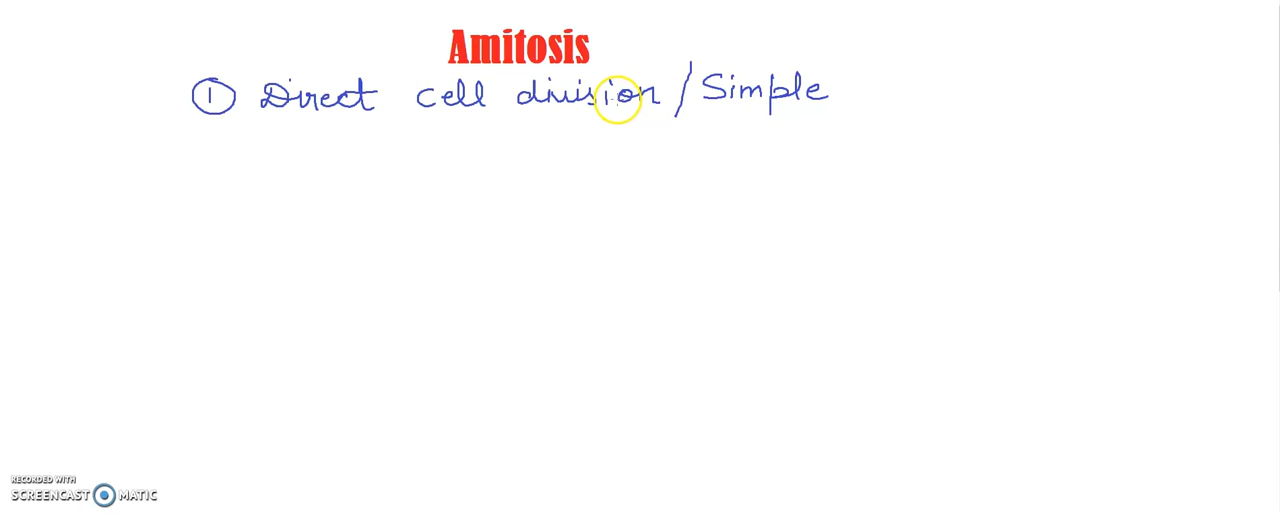 Amitosis
① Direct cell division / Simple
RECORDED WITH
SCREENCAST MATIC